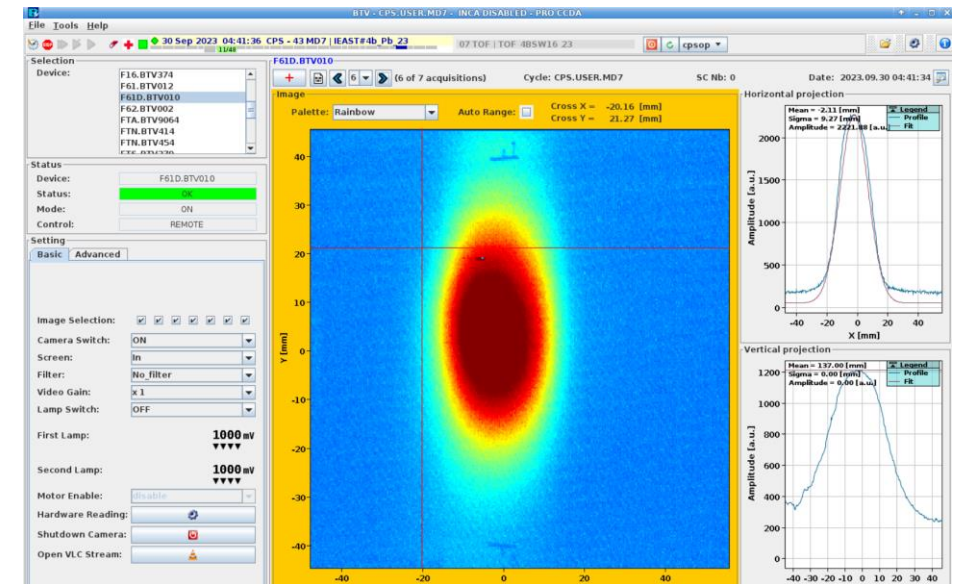 BTV - CPS.USER.MD7 - INCA DISABLED - PRO CCDA
File Tools Help
30 Sep 2023 04:41:36 CPS - 43 MD7 | IEAST#4b_Pb_23
11/48
07 TOF | TOF_4BSW16_23
cpsop
Selection
Device:
F16.BTV374
F61.BTV012
F61D.BTV010
F62.BTV002
FTA.BTV9064
FTN.BTV414
FTN.BTV454
Status
Device: F61D.BTV010
Status: OK
Mode: ON
Control: REMOTE
Setting
Basic Advanced
Image Selection:
Camera Switch: ON
Screen: In
Filter: No_filter
Video Gain: x 1
Lamp Switch: OFF
First Lamp: 1000 mV
Second Lamp: 1000 mV
Motor Enable: disable
Hardware Reading:
Shutdown Camera:
Open VLC Stream:
F61D.BTV010
6 (6 of 7 acquisitions) Cycle: CPS.USER.MD7 SC Nb: 0 Date: 2023.09.30 04:41:34
Image
Palette: Rainbow Auto Range: Cross X = -20.16 [mm]
Cross Y = 21.27 [mm]
40
30
20
10
0
-10
-20
-30
-40
Y [mm]
-40 -20 0 20 40
Horizontal projection
Mean = -2.11 [mm]
Sigma = 9.27 [mm]
Amplitude = 2221.88 [a.u.]
Legend
Profile
Fit
2000
1500
1000
500
0
Amplitude [a.u.]
-40 -20 0 20 40
X [mm]
Vertical projection
Mean = 137.00 [mm]
Sigma = 0.00 [mm]
Amplitude = 0.00 [a.u.]
Legend
Profile
Fit
1200
1000
800
600
400
200
0
Amplitude [a.u.]
-40 -30 -20 -10 0 10 20 30 40